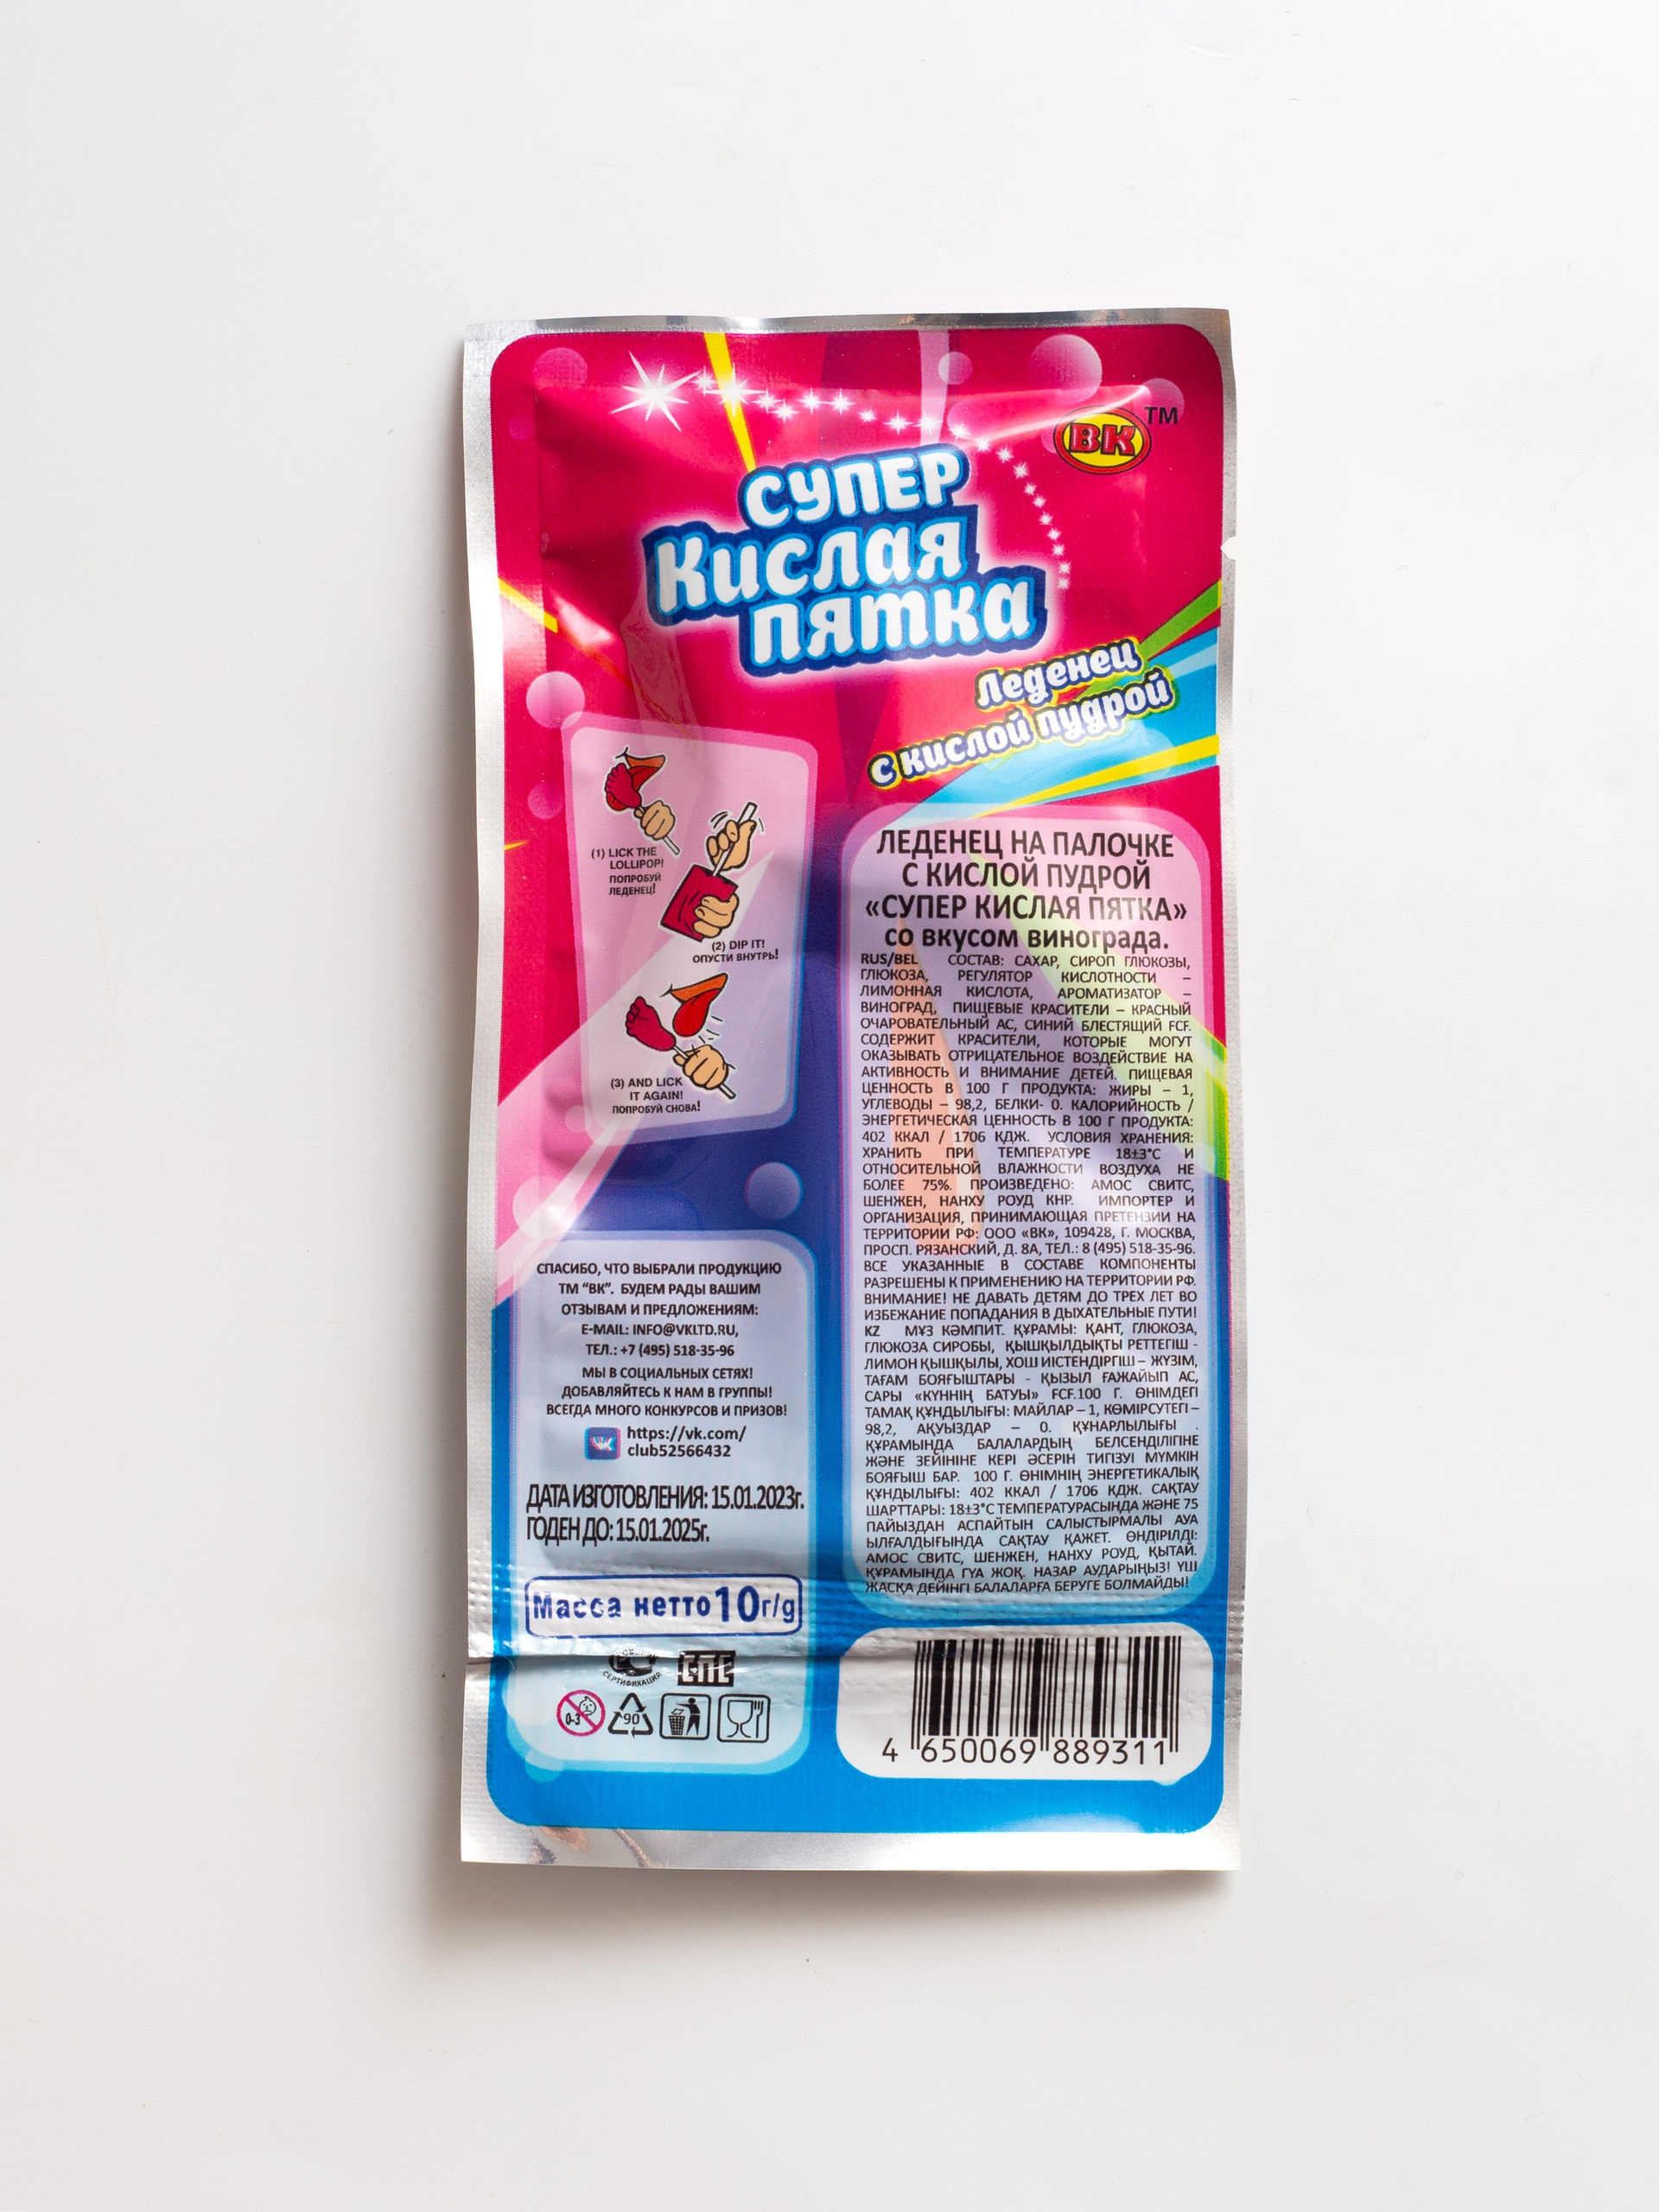 ВК™
СУПЕР
Кислая
пятка
Леденец
с кислой пудрой
(1) LICK THE
LOLLIPOP!
ПОПРОБУЙ
ЛЕДЕНЕЦ!
(2) DIP IT!
ОПУСТИ ВНУТРЬ!
(3) AND LICK
IT AGAIN!
ПОПРОБУЙ СНОВА!
СПАСИБО, ЧТО ВЫБРАЛИ ПРОДУКЦИЮ
ТМ “ВК”. БУДЕМ РАДЫ ВАШИМ
ОТЗЫВАМ И ПРЕДЛОЖЕНИЯМ:
E-MAIL: INFO@VKLTD.RU,
ТЕЛ.: +7 (495) 518-35-96
МЫ В СОЦИАЛЬНЫХ СЕТЯХ!
ДОБАВЛЯЙТЕСЬ К НАМ В ГРУППЫ!
ВСЕГДА МНОГО КОНКУРСОВ И ПРИЗОВ!
https://vk.com/
club52566432
ДАТА ИЗГОТОВЛЕНИЯ: 15.01.2023г.
ГОДЕН ДО: 15.01.2025г.
Масса нетто 10г/g
СЕРТИФИКАЦИЯ
0-3
90
ЛЕДЕНЕЦ НА ПАЛОЧКЕ
С КИСЛОЙ ПУДРОЙ
«СУПЕР КИСЛАЯ ПЯТКА»
со вкусом винограда.
RUS/BEL СОСТАВ: САХАР, СИРОП ГЛЮКОЗЫ,
ГЛЮКОЗА, РЕГУЛЯТОР КИСЛОТНОСТИ –
ЛИМОННАЯ КИСЛОТА, АРОМАТИЗАТОР –
ВИНОГРАД, ПИЩЕВЫЕ КРАСИТЕЛИ – КРАСНЫЙ
ОЧАРОВАТЕЛЬНЫЙ АС, СИНИЙ БЛЕСТЯЩИЙ FCF.
СОДЕРЖИТ КРАСИТЕЛИ, КОТОРЫЕ МОГУТ
ОКАЗЫВАТЬ ОТРИЦАТЕЛЬНОЕ ВОЗДЕЙСТВИЕ НА
АКТИВНОСТЬ И ВНИМАНИЕ ДЕТЕЙ. ПИЩЕВАЯ
ЦЕННОСТЬ В 100 Г ПРОДУКТА: ЖИРЫ – 1,
УГЛЕВОДЫ – 98,2, БЕЛКИ- 0. КАЛОРИЙНОСТЬ /
ЭНЕРГЕТИЧЕСКАЯ ЦЕННОСТЬ В 100 Г ПРОДУКТА:
402 ККАЛ / 1706 КДЖ. УСЛОВИЯ ХРАНЕНИЯ:
ХРАНИТЬ ПРИ ТЕМПЕРАТУРЕ 18±3°С И
ОТНОСИТЕЛЬНОЙ ВЛАЖНОСТИ ВОЗДУХА НЕ
БОЛЕЕ 75%. ПРОИЗВЕДЕНО: АМОС СВИТС,
ШЕНЖЕН, НАНХУ РОУД КНР. ИМПОРТЕР И
ОРГАНИЗАЦИЯ, ПРИНИМАЮЩАЯ ПРЕТЕНЗИИ НА
ТЕРРИТОРИИ РФ: ООО «ВК», 109428, Г. МОСКВА,
ПРОСП. РЯЗАНСКИЙ, Д. 8А, ТЕЛ.: 8 (495) 518-35-96.
ВСЕ УКАЗАННЫЕ В СОСТАВЕ КОМПОНЕНТЫ
РАЗРЕШЕНЫ К ПРИМЕНЕНИЮ НА ТЕРРИТОРИИ РФ.
ВНИМАНИЕ! НЕ ДАВАТЬ ДЕТЯМ ДО ТРЕХ ЛЕТ ВО
ИЗБЕЖАНИЕ ПОПАДАНИЯ В ДЫХАТЕЛЬНЫЕ ПУТИ!
KZ МҰЗ КӘМПИТ. ҚҰРАМЫ: ҚАНТ, ГЛЮКОЗА,
ГЛЮКОЗА СИРОБЫ, ҚЫШҚЫЛДЫҚТЫ РЕТТЕГІШ -
ЛИМОН ҚЫШҚЫЛЫ, ХОШ ИІСТЕНДІРГІШ – ЖҮЗІМ,
ТАҒАМ БОЯҒЫШТАРЫ - ҚЫЗЫЛ ҒАЖАЙЫП АС,
САРЫ «КҮННІҢ БАТУЫ» FCF.100 Г. ӨНІМДЕГІ
ТАМАҚ ҚҰНДЫЛЫҒЫ: МАЙЛАР – 1, КӨМІРСУТЕГІ –
98,2, АҚУЫЗДАР – 0. ҚҰНАРЛЫЛЫҒЫ .
ҚҰРАМЫНДА БАЛАЛАРДЫҢ БЕЛСЕНДІЛІГІНЕ
ЖӘНЕ ЗЕЙІНІНЕ КЕРІ ӘСЕРІН ТИГІЗУІ МҮМКІН
БОЯҒЫШ БАР. 100 Г. ӨНІМНІҢ ЭНЕРГЕТИКАЛЫҚ
ҚҰНДЫЛЫҒЫ: 402 ККАЛ / 1706 КДЖ. САҚТАУ
ШАРТТАРЫ: 18±3°С ТЕМПЕРАТУРАСЫНДА ЖӘНЕ 75
ПАЙЫЗДАН АСПАЙТЫН САЛЫСТЫРМАЛЫ АУА
ЫЛҒАЛДЫҒЫНДА САҚТАУ ҚАЖЕТ. ӨНДІРІЛДІ:
АМОС СВИТС, ШЕНЖЕН, НАНХУ РОУД, ҚЫТАЙ.
ҚҰРАМЫНДА ГҮА ЖОҚ. НАЗАР АУДАРЫҢЫЗ! ҮШ
ЖАСҚА ДЕЙІНГІ БАЛАЛАРҒА БЕРУГЕ БОЛМАЙДЫ!
4 650069 889311